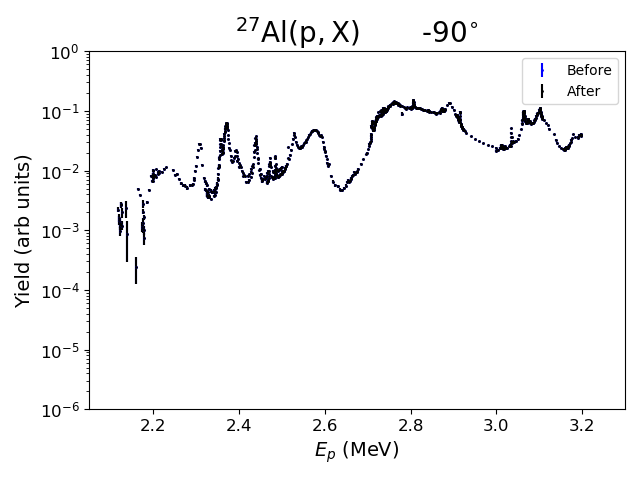 ²⁷Al(p, X) -90°
10⁰
10⁻¹
10⁻²
10⁻³
10⁻⁴
10⁻⁵
10⁻⁶
Yield (arb units)
Before
After
2.2 2.4 2.6 2.8 3.0 3.2
Eₚ (MeV)